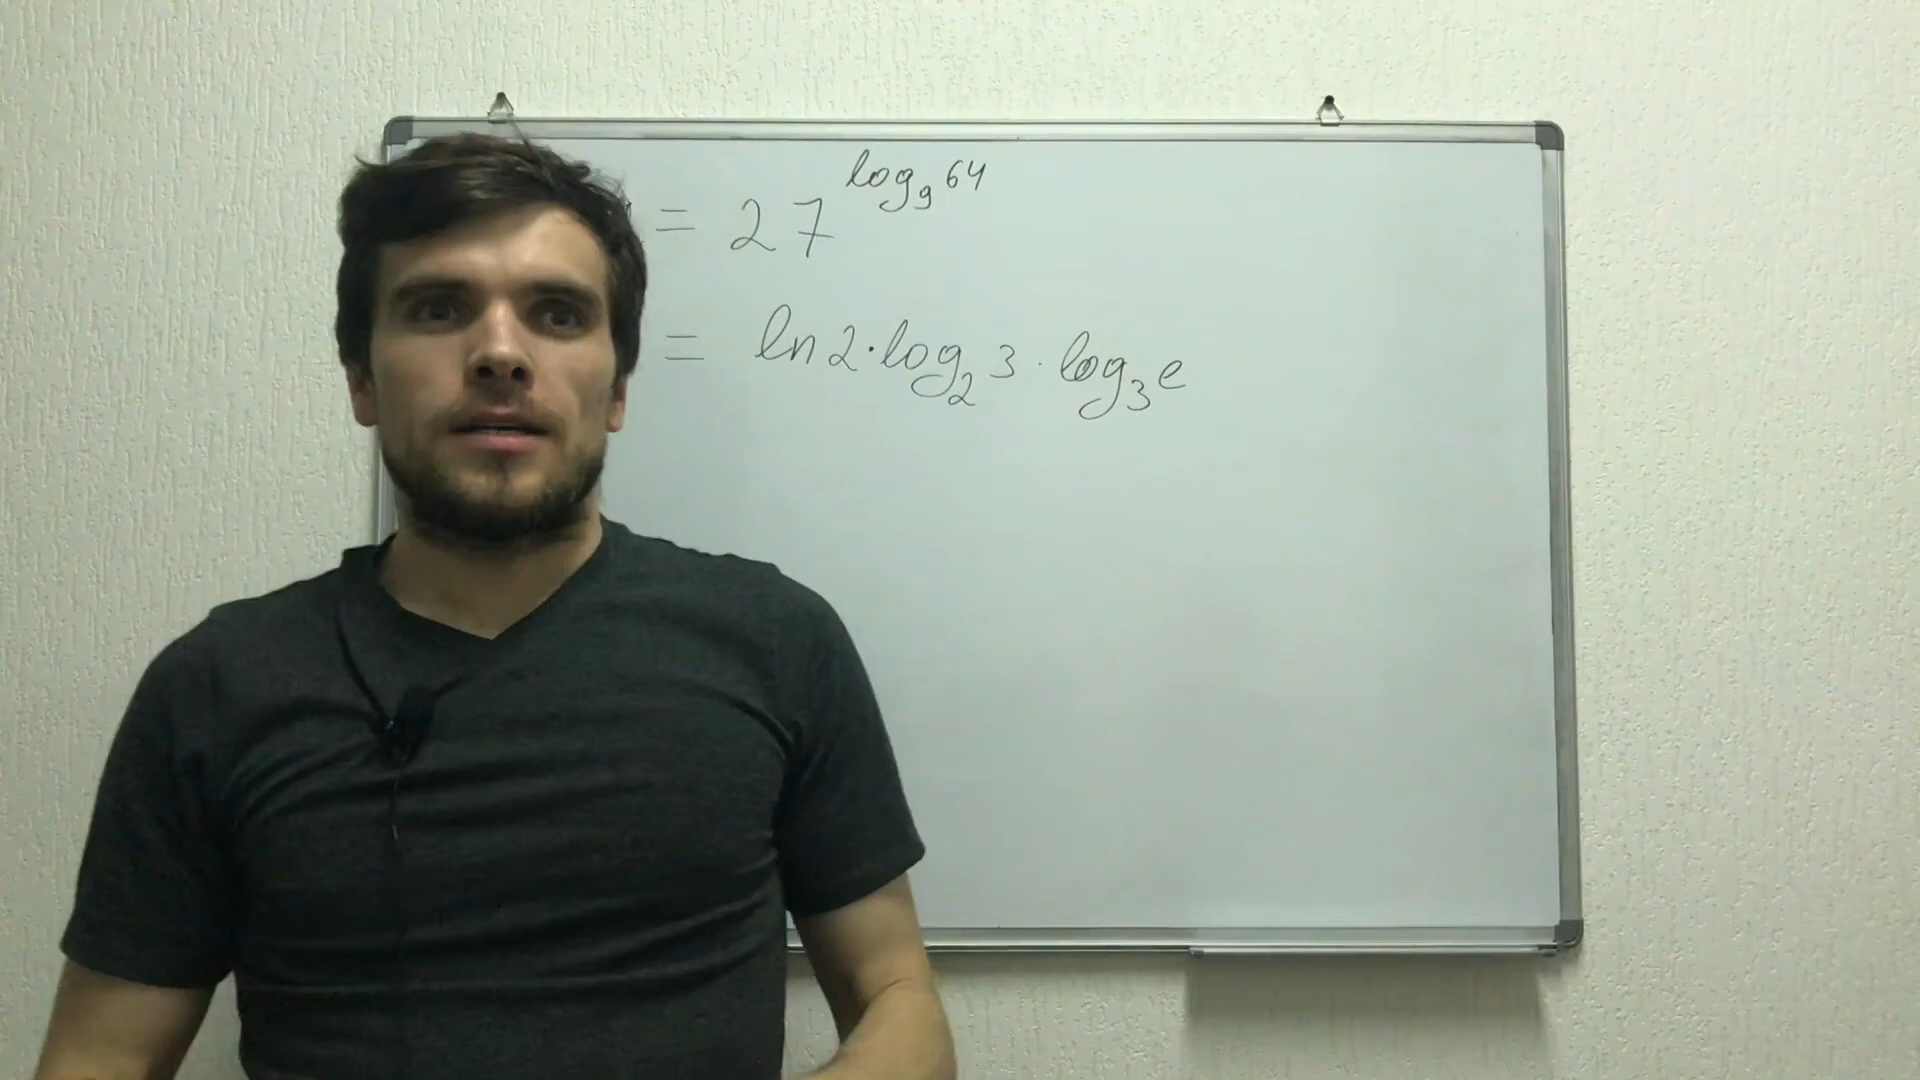 = 27^{log_9 64}
= ln2·log_2 3·log_3 e